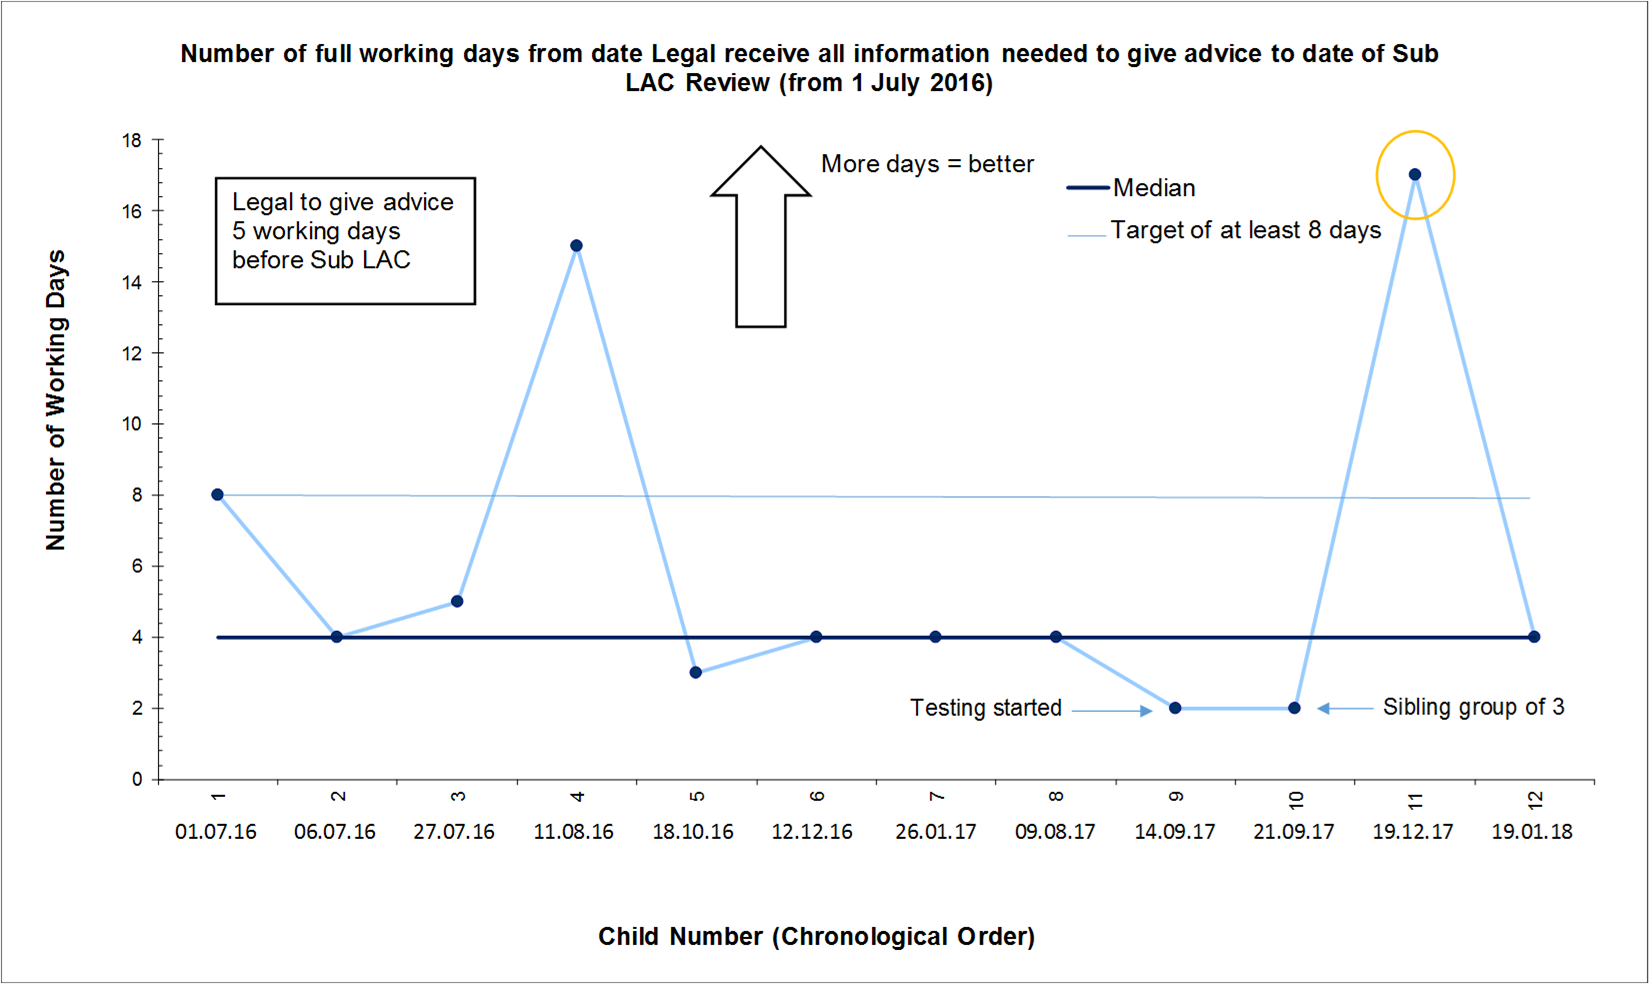 Number of full working days from date Legal receive all information needed to give advice to date of Sub
LAC Review (from 1 July 2016)
Legal to give advice
5 working days
before Sub LAC
More days = better
Median
Target of at least 8 days
Number of Working Days
18
16
14
12
10
8
6
4
2
0
Testing started
Sibling group of 3
1 2 3 4 5 6 7 8 9 10 11 12
01.07.16 06.07.16 27.07.16 11.08.16 18.10.16 12.12.16 26.01.17 09.08.17 14.09.17 21.09.17 19.12.17 19.01.18
Child Number (Chronological Order)